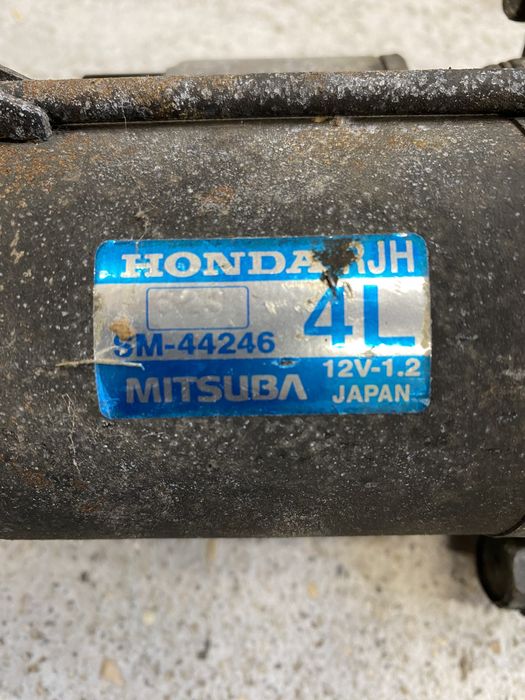 HONDA RJH
4L
SM-44246
12V-1.2
MITSUBA JAPAN